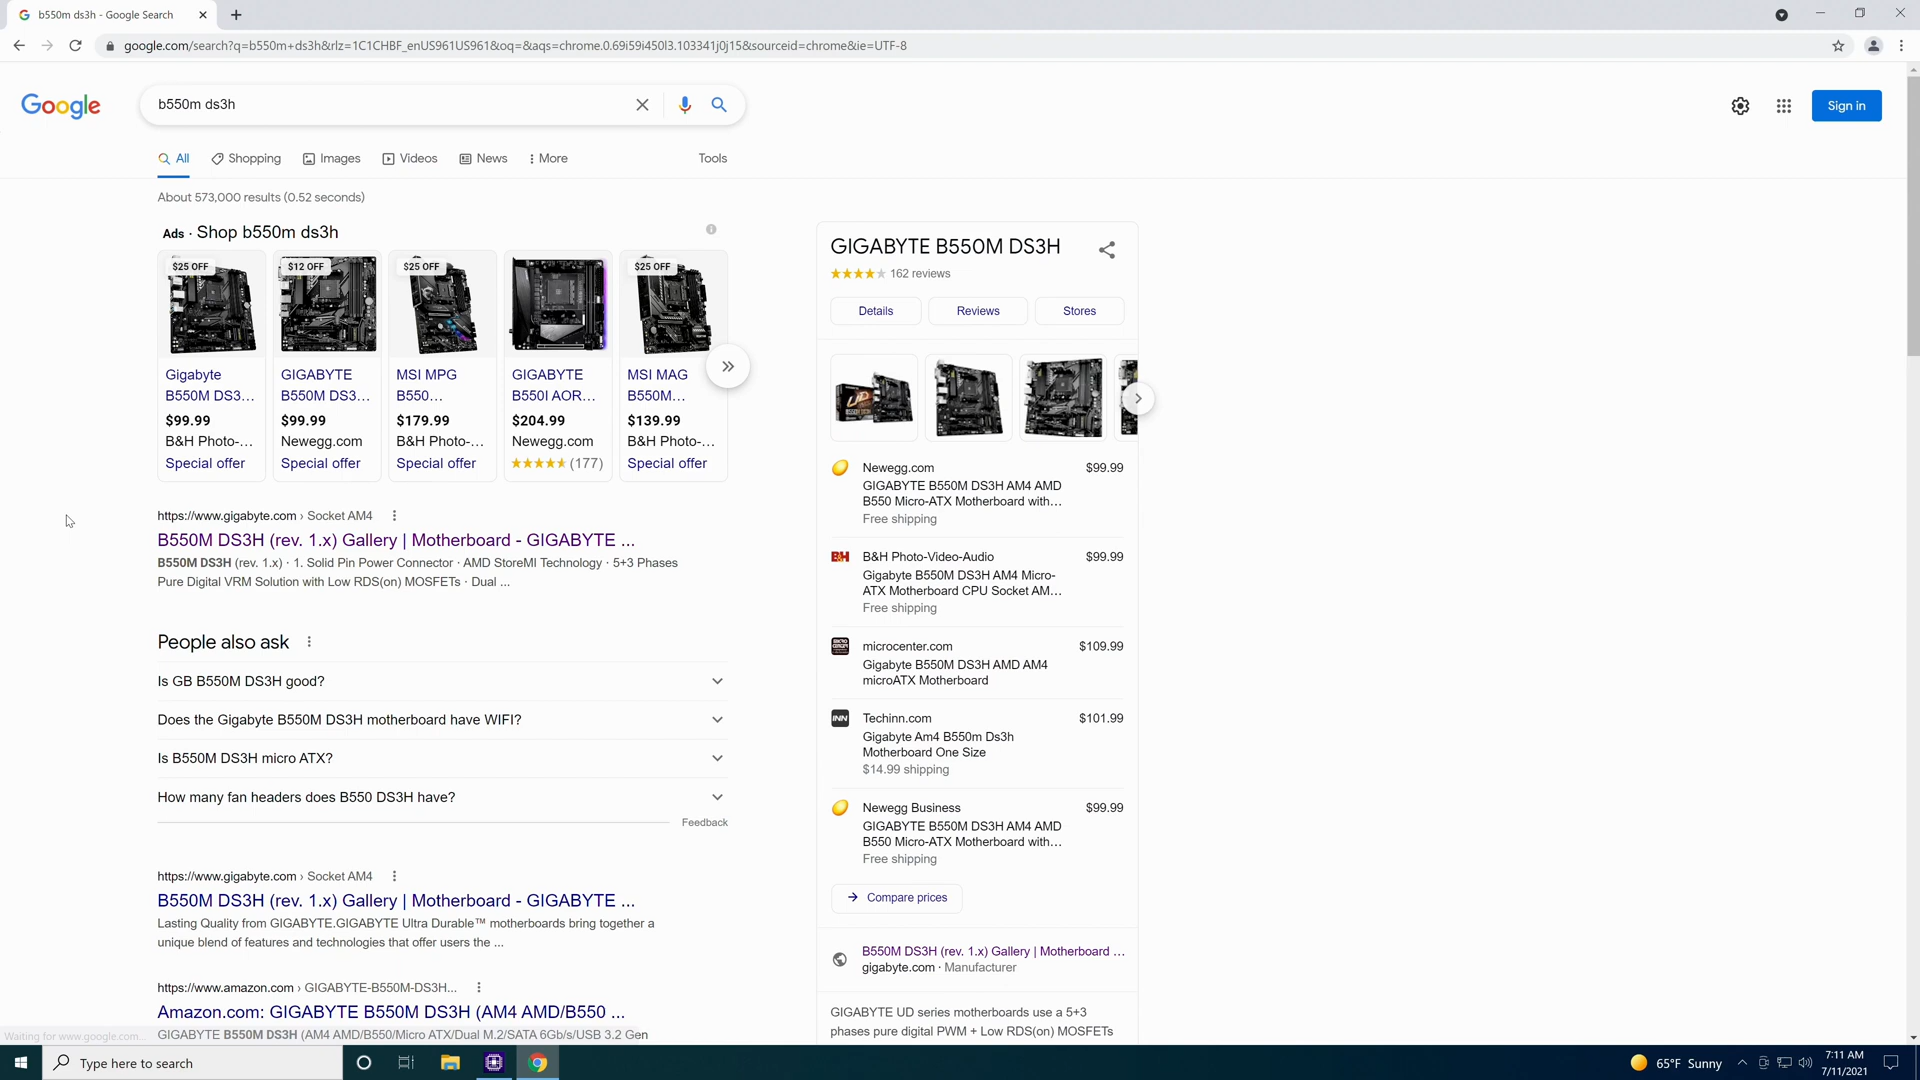 b550m ds3h - Google Search
google.com/search?q=b550m+ds3h&rlz=1C1CHBF_enUS961US961&oq=&aqs=chrome.0.69i59i450l3.103341j0j15&sourceid=chrome&ie=UTF-8
Google
b550m ds3h
Sign in
All
Shopping
Images
Videos
News
More
Tools
About 573,000 results (0.52 seconds)
Ads · Shop b550m ds3h
$25 OFF
Gigabyte
B550M DS3...
$99.99
B&H Photo-...
Special offer
$12 OFF
GIGABYTE
B550M DS3...
$99.99
Newegg.com
Special offer
$25 OFF
MSI MPG
B550...
$179.99
B&H Photo-...
Special offer
GIGABYTE
B550I AOR...
$204.99
Newegg.com
(177)
$25 OFF
MSI MAG
B550M...
$139.99
B&H Photo-...
Special offer
https://www.gigabyte.com › Socket AM4
B550M DS3H (rev. 1.x) Gallery | Motherboard - GIGABYTE ...
B550M DS3H (rev. 1.x) · 1. Solid Pin Power Connector · AMD StoreMI Technology · 5+3 Phases
Pure Digital VRM Solution with Low RDS(on) MOSFETs · Dual ...
People also ask
Is GB B550M DS3H good?
Does the Gigabyte B550M DS3H motherboard have WIFI?
Is B550M DS3H micro ATX?
How many fan headers does B550 DS3H have?
Feedback
https://www.gigabyte.com › Socket AM4
B550M DS3H (rev. 1.x) Gallery | Motherboard - GIGABYTE ...
Lasting Quality from GIGABYTE.GIGABYTE Ultra Durable™ motherboards bring together a
unique blend of features and technologies that offer users the ...
https://www.amazon.com › GIGABYTE-B550M-DS3H...
Amazon.com: GIGABYTE B550M DS3H (AM4 AMD/B550 ...
GIGABYTE B550M DS3H (AM4 AMD/B550/Micro ATX/Dual M.2/SATA 6Gb/s/USB 3.2 Gen
Waiting for www.google.com...
GIGABYTE B550M DS3H
162 reviews
Details
Reviews
Stores
UD
B550M DS3H
Newegg.com $99.99
GIGABYTE B550M DS3H AM4 AMD
B550 Micro-ATX Motherboard with...
Free shipping
B&H
B&H Photo-Video-Audio $99.99
Gigabyte B550M DS3H AM4 Micro-
ATX Motherboard CPU Socket AM...
Free shipping
MICRO CENTER
microcenter.com $109.99
Gigabyte B550M DS3H AMD AM4
microATX Motherboard
INN
Techinn.com $101.99
Gigabyte Am4 B550m Ds3h
Motherboard One Size
$14.99 shipping
Newegg Business $99.99
GIGABYTE B550M DS3H AM4 AMD
B550 Micro-ATX Motherboard with...
Free shipping
Compare prices
B550M DS3H (rev. 1.x) Gallery | Motherboard ...
gigabyte.com · Manufacturer
GIGABYTE UD series motherboards use a 5+3
phases pure digital PWM + Low RDS(on) MOSFETs
Type here to search
65°F Sunny
7:11 AM
7/11/2021